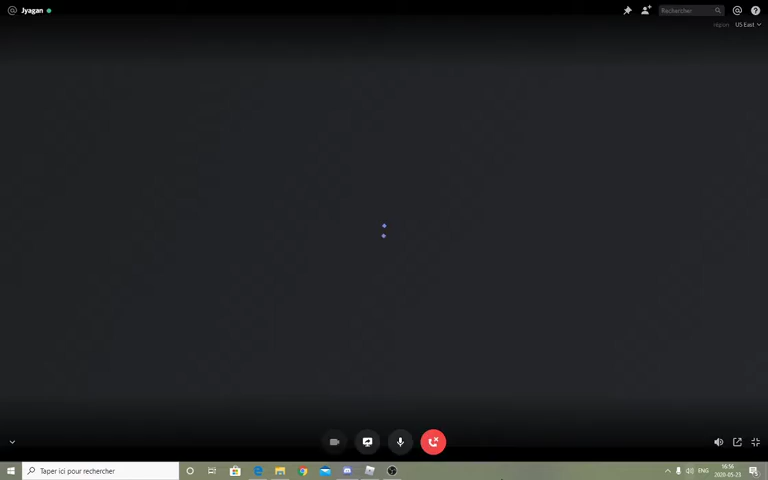 Jyagan
Rechercher
région US East
Taper ici pour rechercher
ENG
16:56
2020-05-23